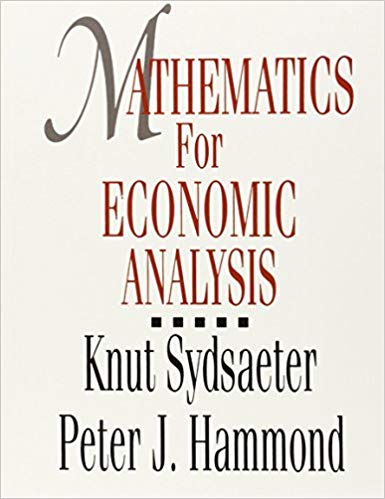 MATHEMATICS
For
ECONOMIC
ANALYSIS
Knut Sydsaeter
Peter J. Hammond